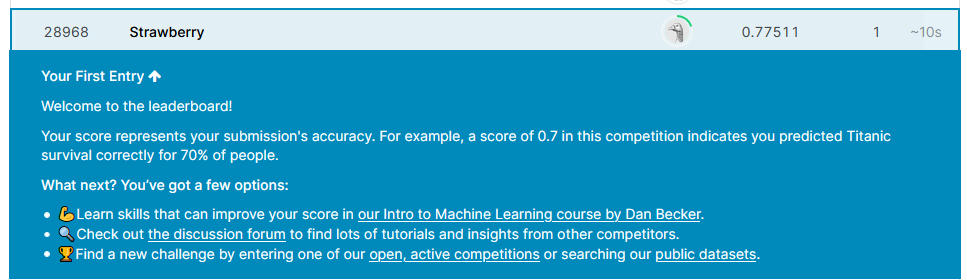 28968 Strawberry 0.77511 1 ~10s
Your First Entry ↑
Welcome to the leaderboard!
Your score represents your submission's accuracy. For example, a score of 0.7 in this competition indicates you predicted Titanic
survival correctly for 70% of people.
What next? You've got a few options:
• 💪Learn skills that can improve your score in our Intro to Machine Learning course by Dan Becker.
• 🔍Check out the discussion forum to find lots of tutorials and insights from other competitors.
• 🏆Find a new challenge by entering one of our open, active competitions or searching our public datasets.